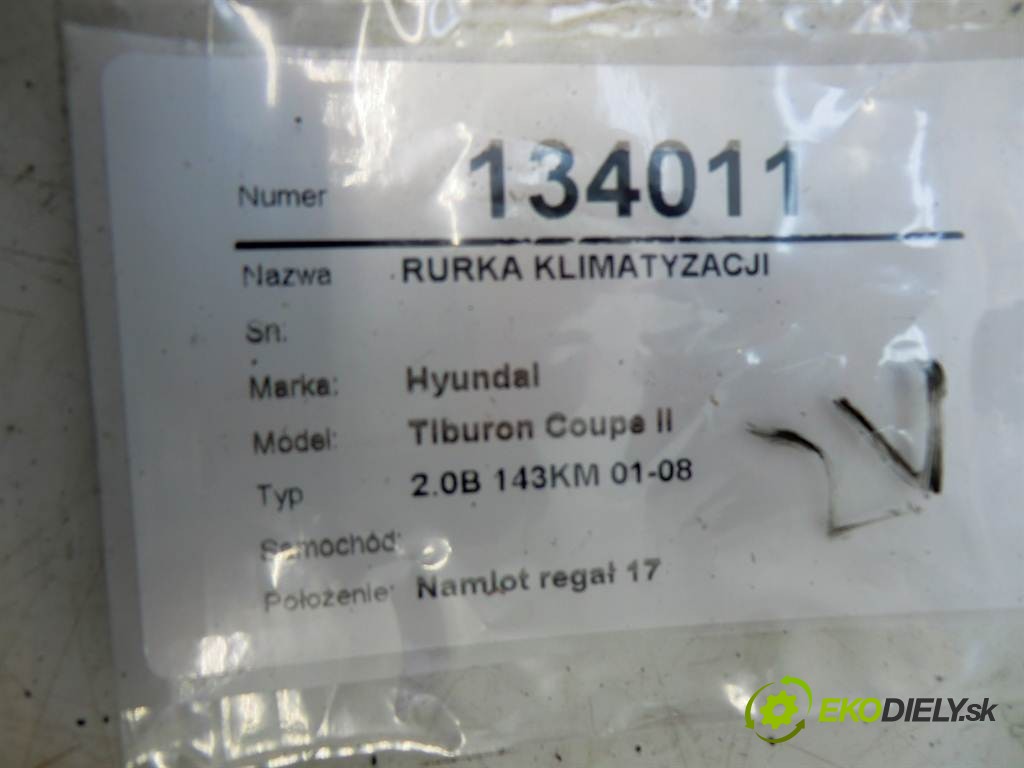 Numer 134011
Nazwa RURKA KLIMATYZACJI
Sn:
Marka: Hyundai
Model: Tiburon Coupe II
Typ 2.0B 143KM 01-08
Samochód:
Położenie: Namiot regał 17
EKODIELY.sk